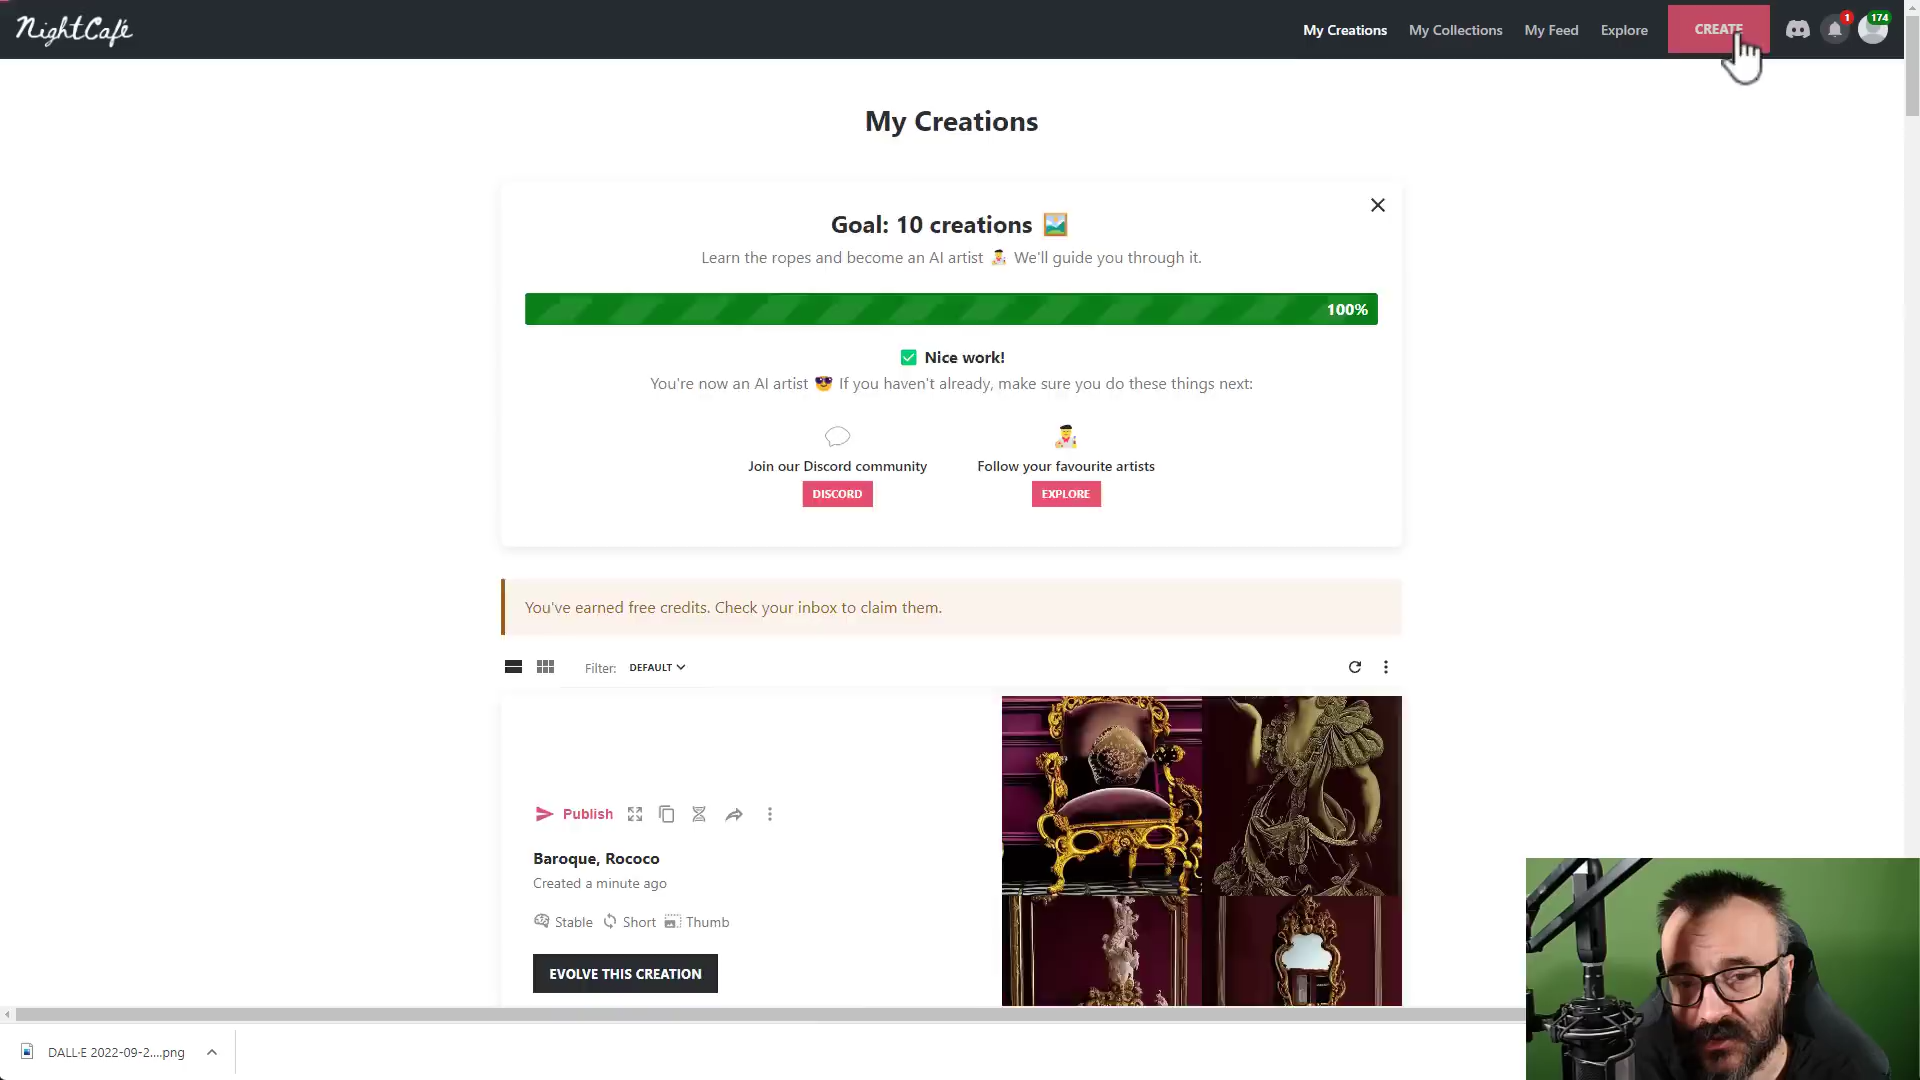 NightCafé
My Creations
My Collections
My Feed
Explore
CREATE
1
174
My Creations
Goal: 10 creations
Learn the ropes and become an AI artist We'll guide you through it.
100%
Nice work!
You're now an AI artist If you haven't already, make sure you do these things next:
Join our Discord community
DISCORD
Follow your favourite artists
EXPLORE
You've earned free credits. Check your inbox to claim them.
Filter: DEFAULT
Publish
Baroque, Rococo
Created a minute ago
Stable Short Thumb
EVOLVE THIS CREATION
DALL·E 2022-09-2....png